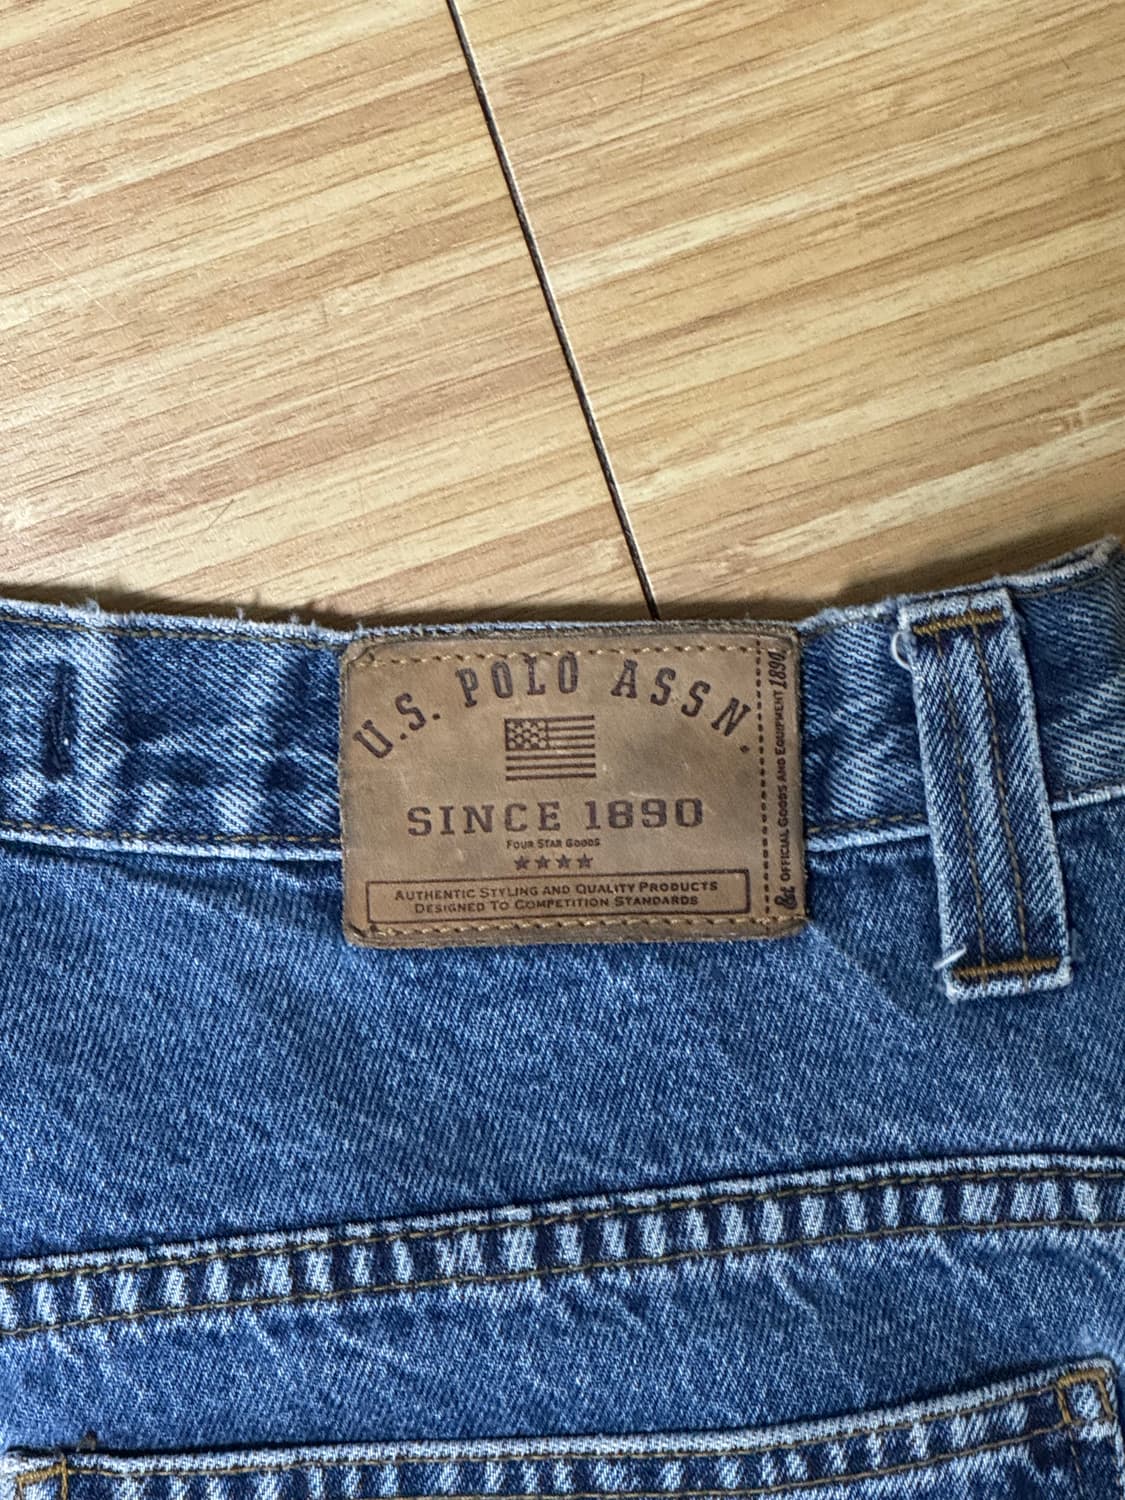 U.S. POLO ASSN.
SINCE 1890
FOUR STAR GOODS
AUTHENTIC STYLING AND QUALITY PRODUCTS
DESIGNED TO COMPETITION STANDARDS
Est. OFFICIAL GOODS AND EQUIPMENT 1890